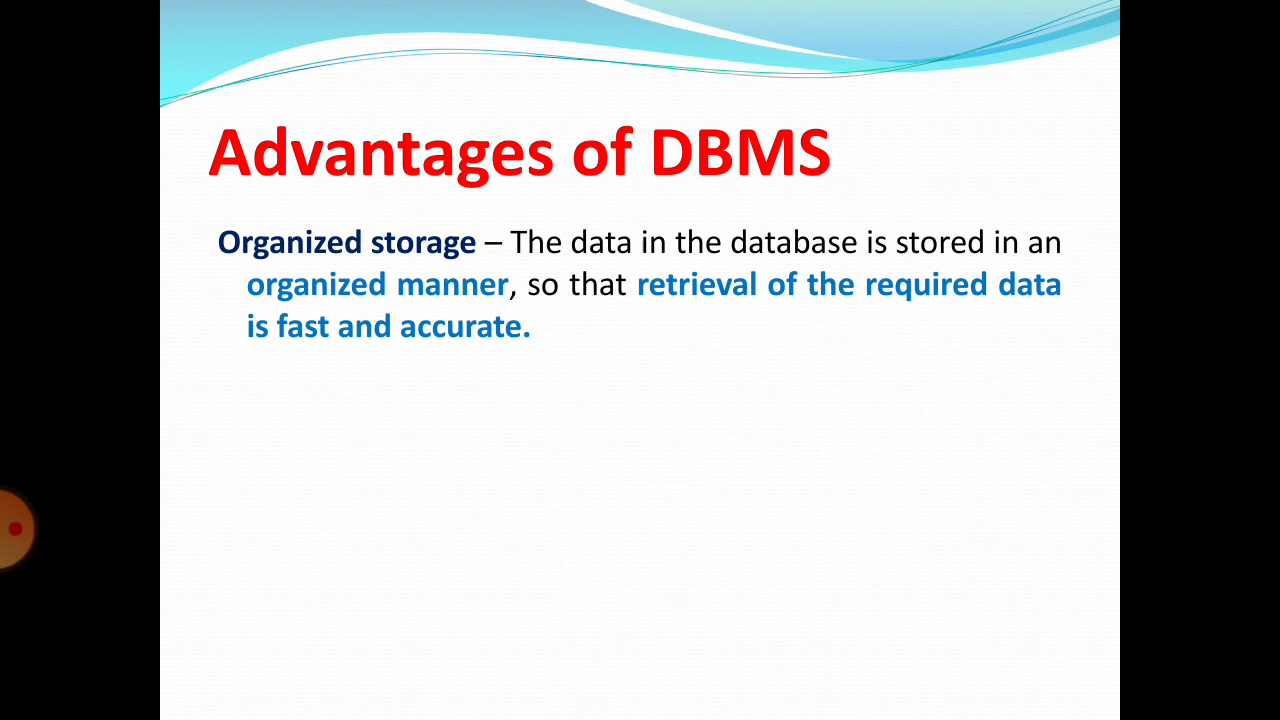 Advantages of DBMS
Organized storage – The data in the database is stored in an
organized manner, so that retrieval of the required data
is fast and accurate.